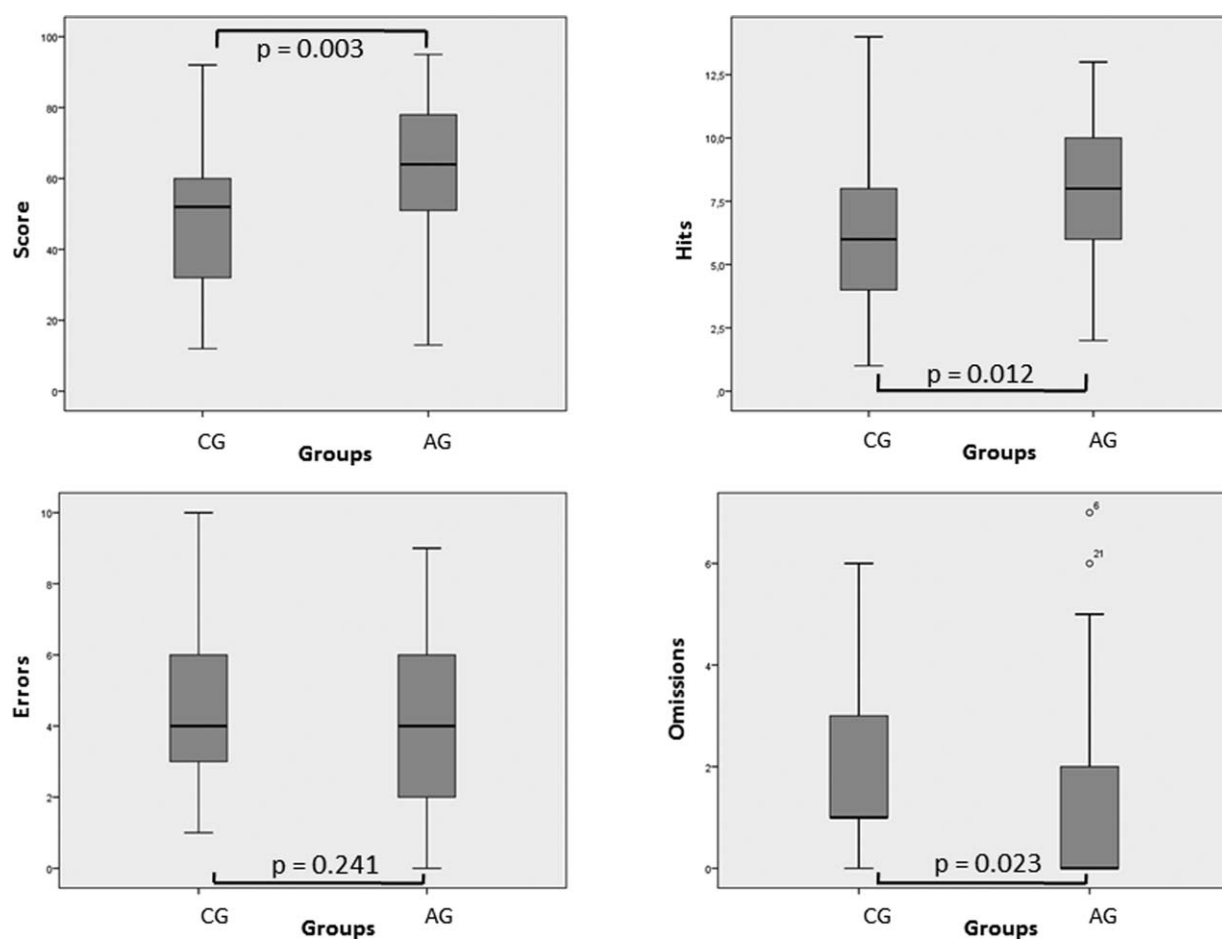 100
80
60
40
20
0
Score
p = 0.003
CG
AG
Groups
12,5
10,0
7,5
5,0
2,5
,0
Hits
p = 0.012
CG
AG
Groups
10
8
6
4
2
0
Errors
p = 0.241
CG
AG
Groups
6
4
2
0
Omissions
6
21
p = 0.023
CG
AG
Groups